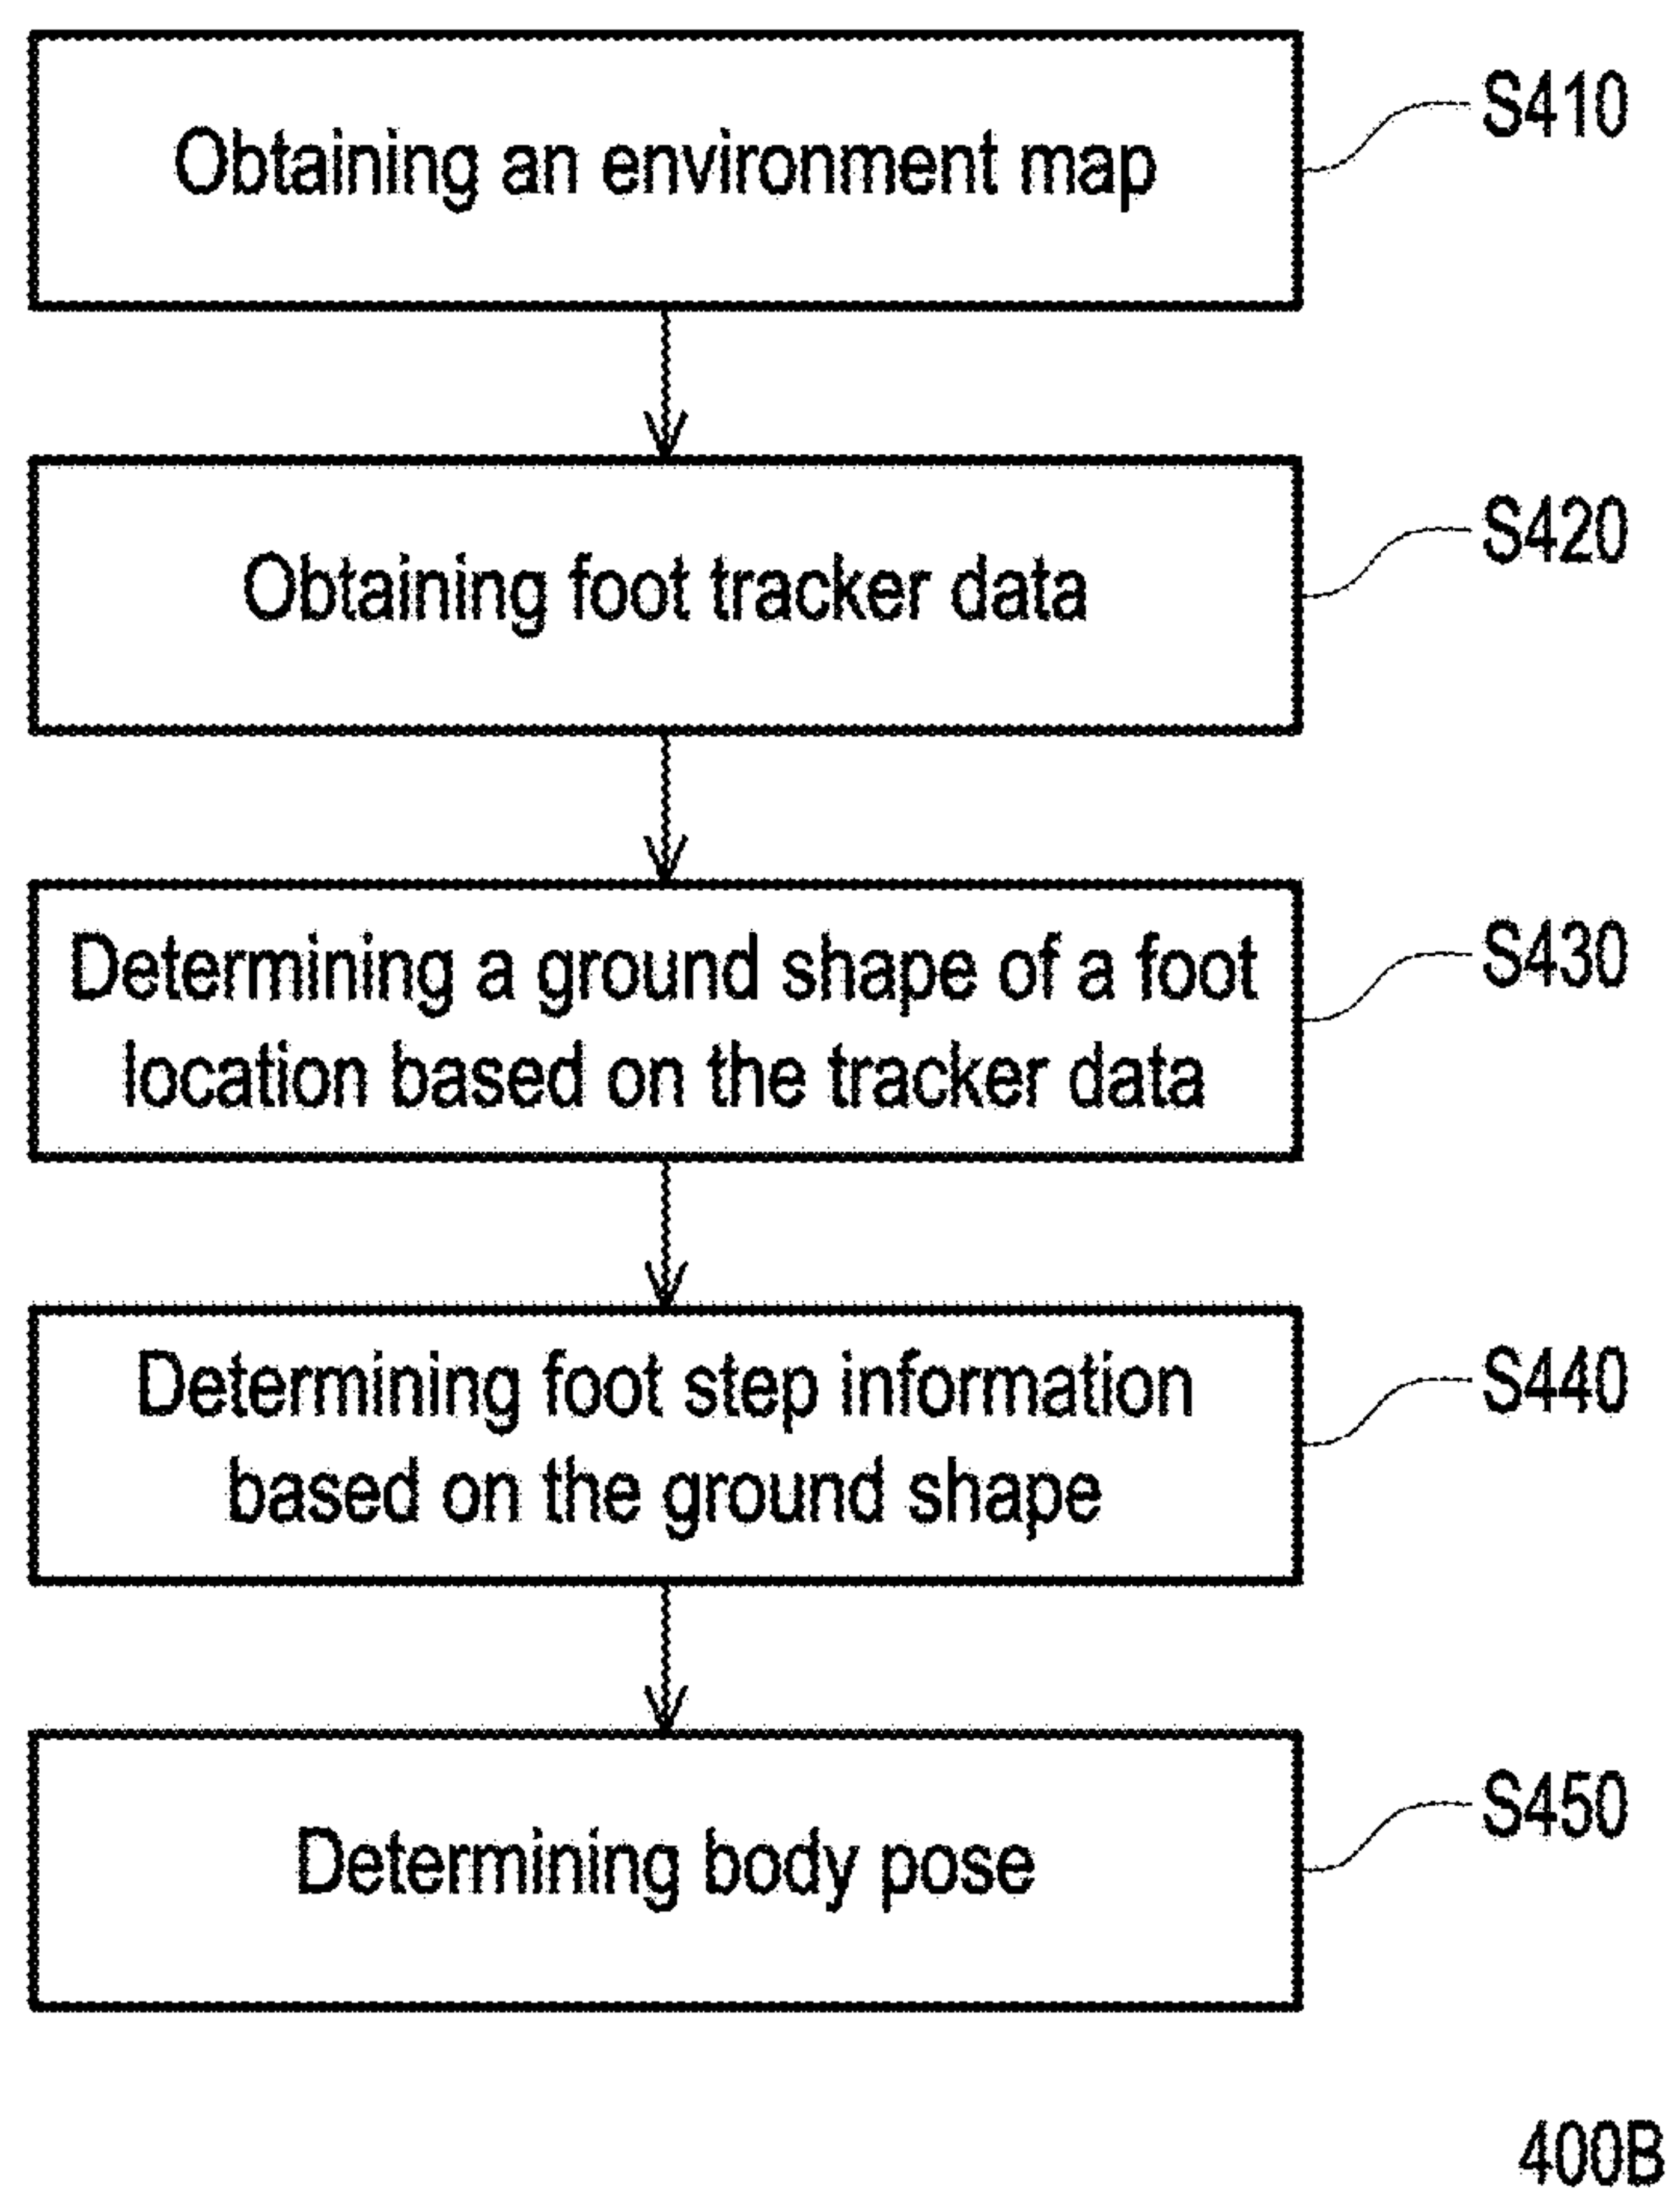 Obtaining an environment map
S410
Obtaining foot tracker data
S420
Determining a ground shape of a foot
location based on the tracker data
S430
Determining foot step information
based on the ground shape
S440
Determining body pose
S450
400B